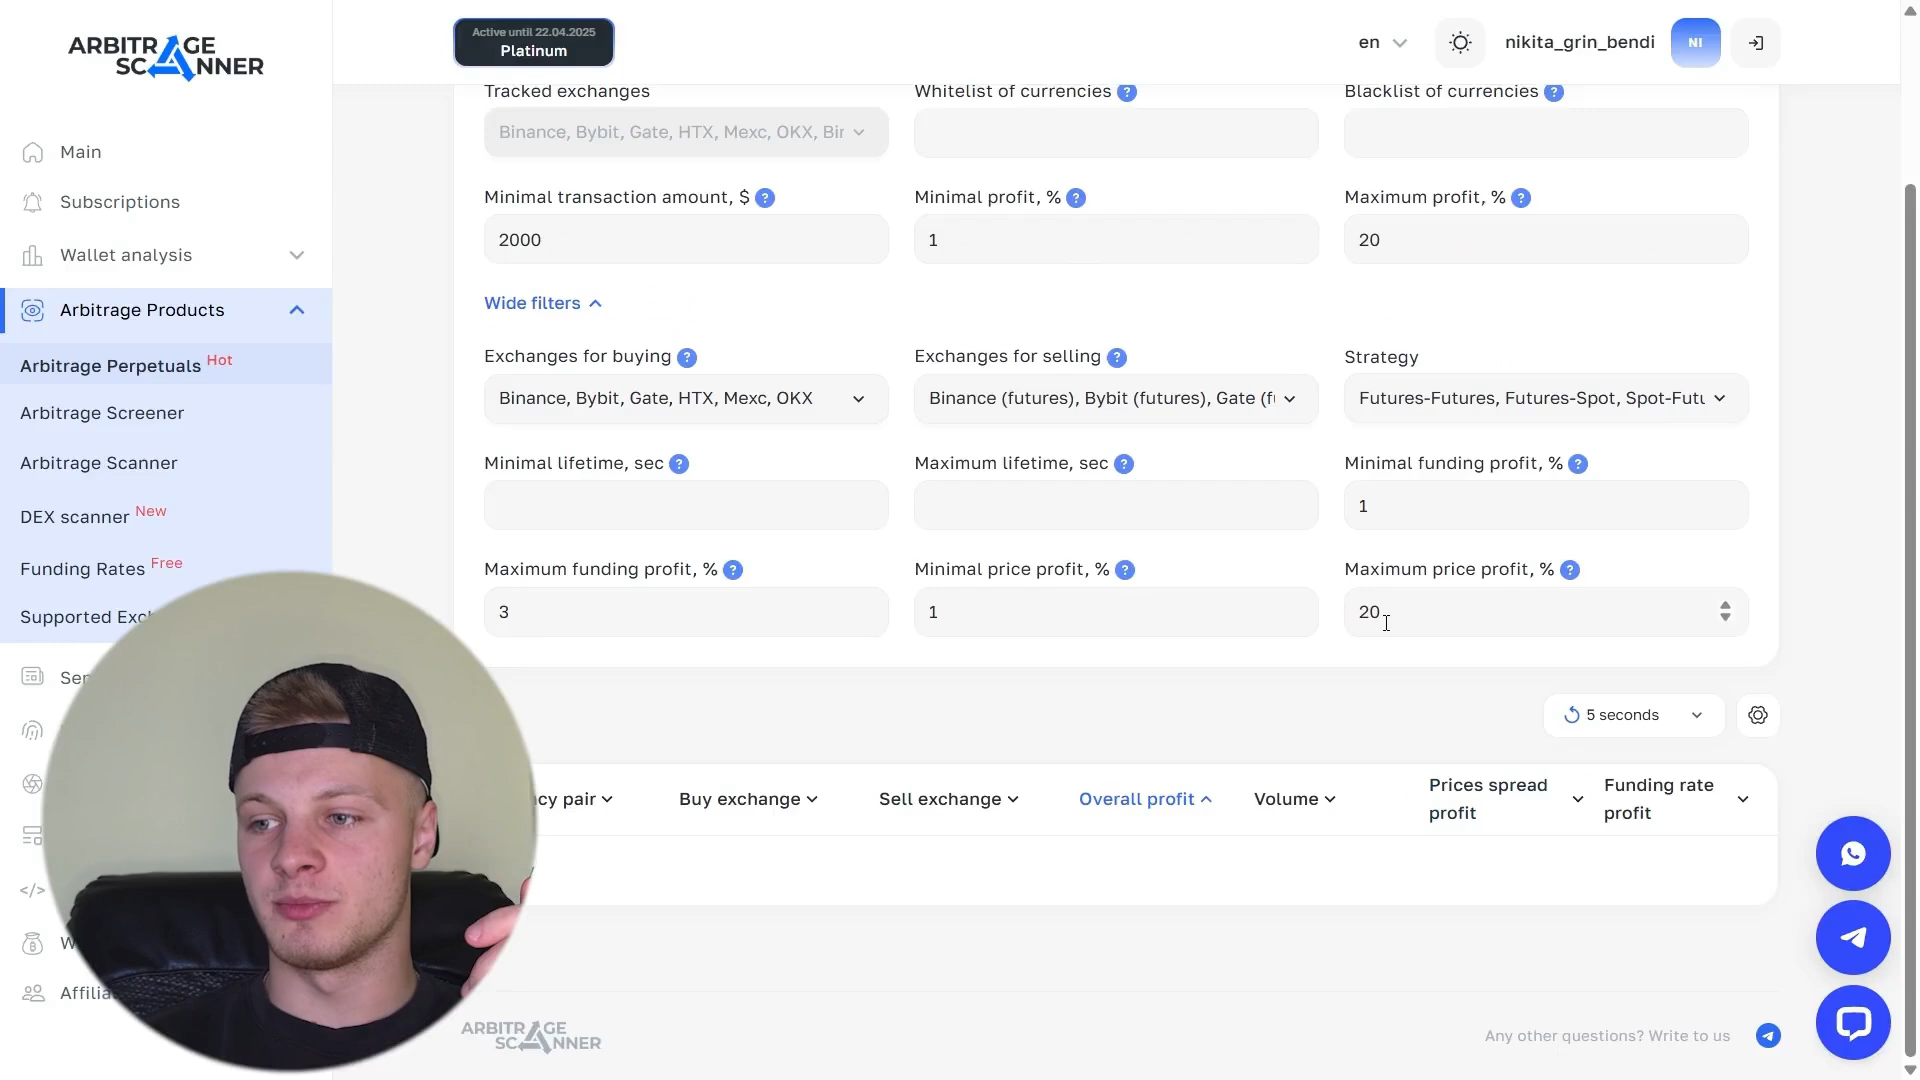 ARBITRAGE
SCANNER
Active until 22.04.2025
Platinum
en
nikita_grin_bendi
NI
Main
Subscriptions
Wallet analysis
Arbitrage Products
Arbitrage Perpetuals Hot
Arbitrage Screener
Arbitrage Scanner
DEX scanner New
Funding Rates Free
Supported
Affilia
Tracked exchanges
Whitelist of currencies ?
Blacklist of currencies ?
Binance, Bybit, Gate, HTX, Mexc, OKX, Bir
Minimal transaction amount, $ ?
Minimal profit, % ?
Maximum profit, % ?
2000
1
20
Wide filters
Exchanges for buying ?
Exchanges for selling ?
Strategy
Binance, Bybit, Gate, HTX, Mexc, OKX
Binance (futures), Bybit (futures), Gate (fu
Futures-Futures, Futures-Spot, Spot-Futu
Minimal lifetime, sec ?
Maximum lifetime, sec ?
Minimal funding profit, % ?
1
Maximum funding profit, % ?
Minimal price profit, % ?
Maximum price profit, % ?
3
1
20
5 seconds
cy pair
Buy exchange
Sell exchange
Overall profit
Volume
Prices spread
profit
Funding rate
profit
ARBITRAGE
SCANNER
Any other questions? Write to us